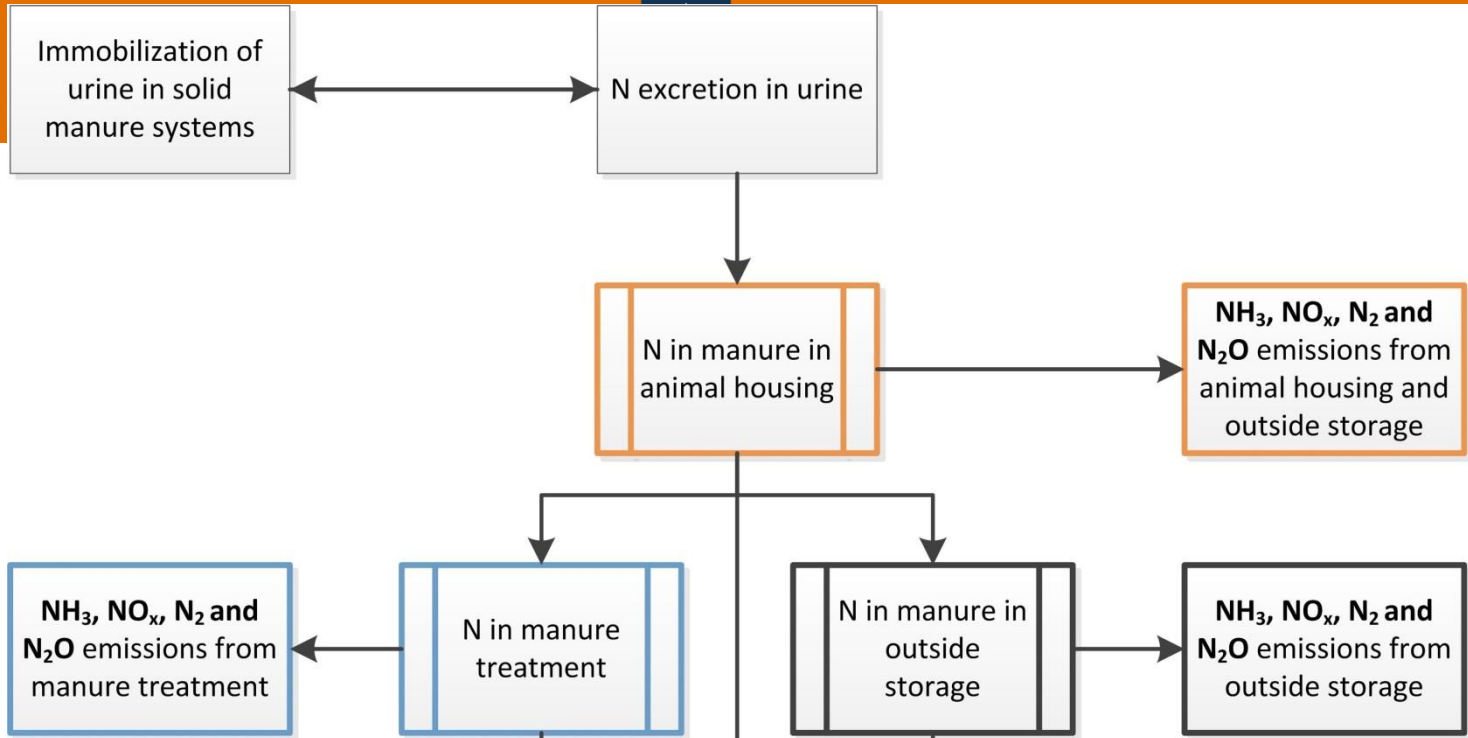 Immobilization of
urine in solid
manure systems
N excretion in urine
N in manure in
animal housing
NH₃, NOₓ, N₂ and
N₂O emissions from
animal housing and
outside storage
NH₃, NOₓ, N₂ and
N₂O emissions from
manure treatment
N in manure
treatment
N in manure in
outside
storage
NH₃, NOₓ, N₂ and
N₂O emissions from
outside storage